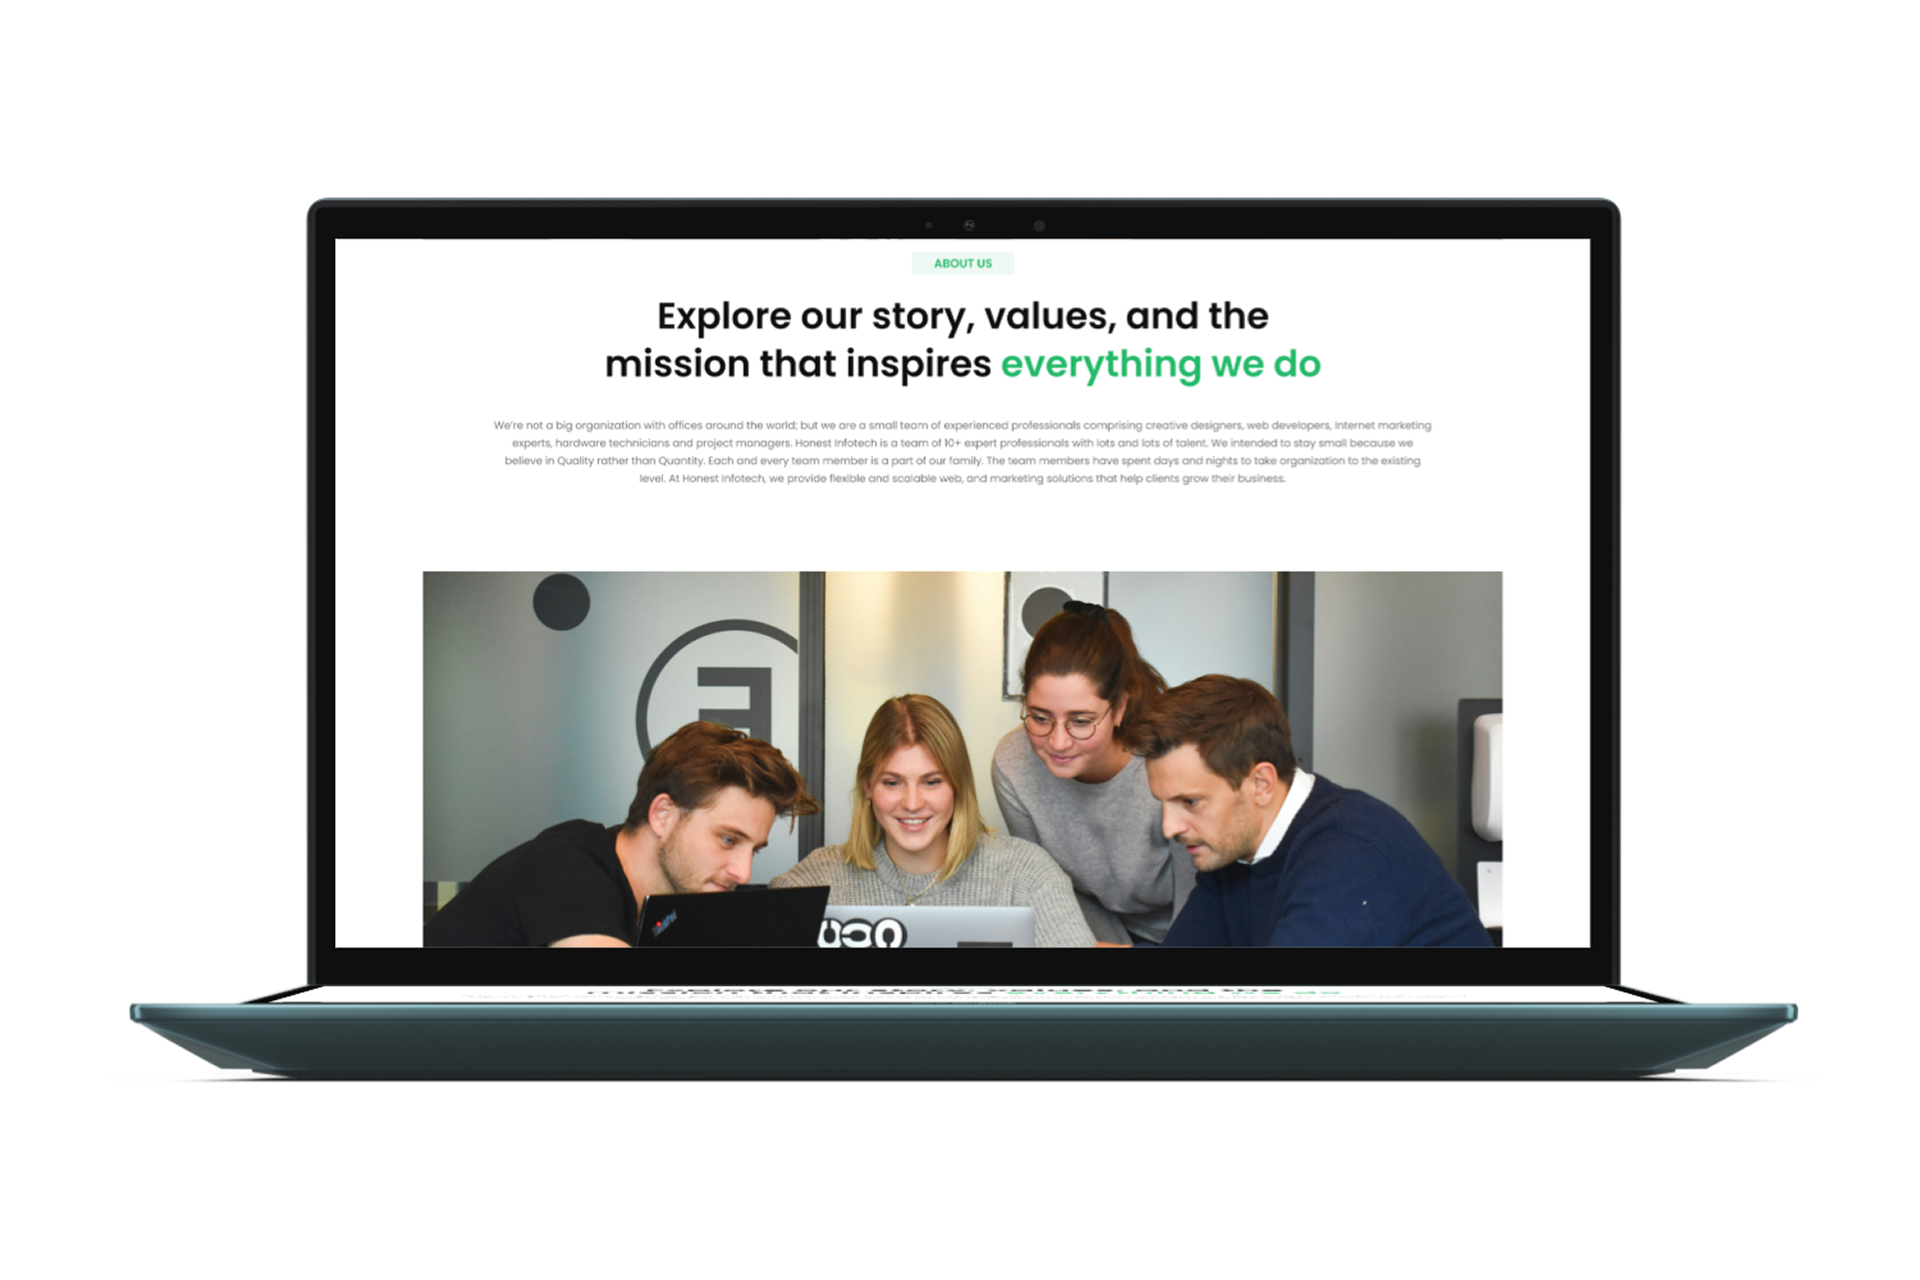 ABOUT US
Explore our story, values, and the
mission that inspires everything we do
We're not a big organization with offices around the world; but we are a small team of experienced professionals comprising creative designers, web developers, Internet marketing
experts, hardware technicians and project managers. Honest Infotech is a team of 10+ expert professionals with lots and lots of talent. We intended to stay small because we
believe in Quality rather than Quantity. Each and every team member is a part of our family. The team members have spent days and nights to take organization to the existing
level. At Honest Infotech, we provide flexible and scalable web, and marketing solutions that help clients grow their business.
ThinkPad